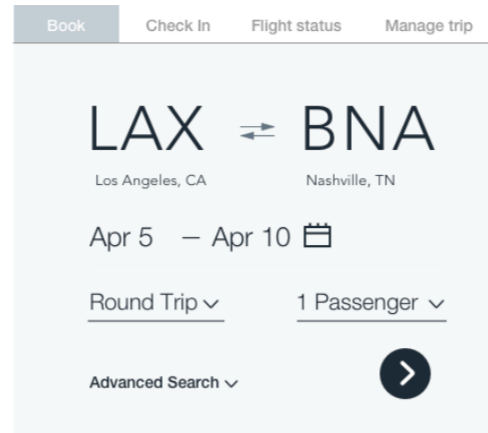 Book Check In Flight status Manage trip
LAX BNA
Los Angeles, CA Nashville, TN
Apr 5 – Apr 10
Round Trip 1 Passenger
Advanced Search